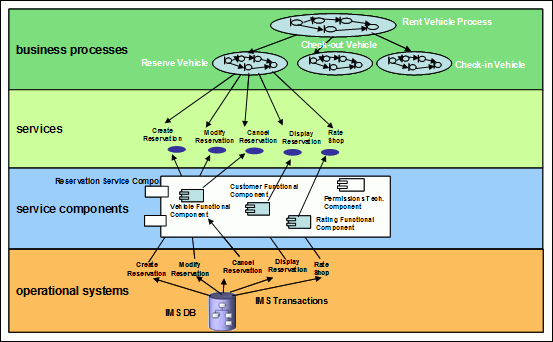 Rent Vehicle Process
business processes
Check-out Vehicle
Reserve Vehicle
Check-in Vehicle
services
Create
Reservation
Modify
Reservation
Cancel
Reservation
Display
Reservation
Rate
Shop
Reservation Service Compo
Customer Functional
Component
Permissions Tech.
Component
service components
Vehicle Functional
Component
Rating Functional
Component
Create
Reservation
Modify
Reservation
Cancel
Reservation
Display
Reservation
Rate
Shop
operational systems
IMS DB
IMS Transactions